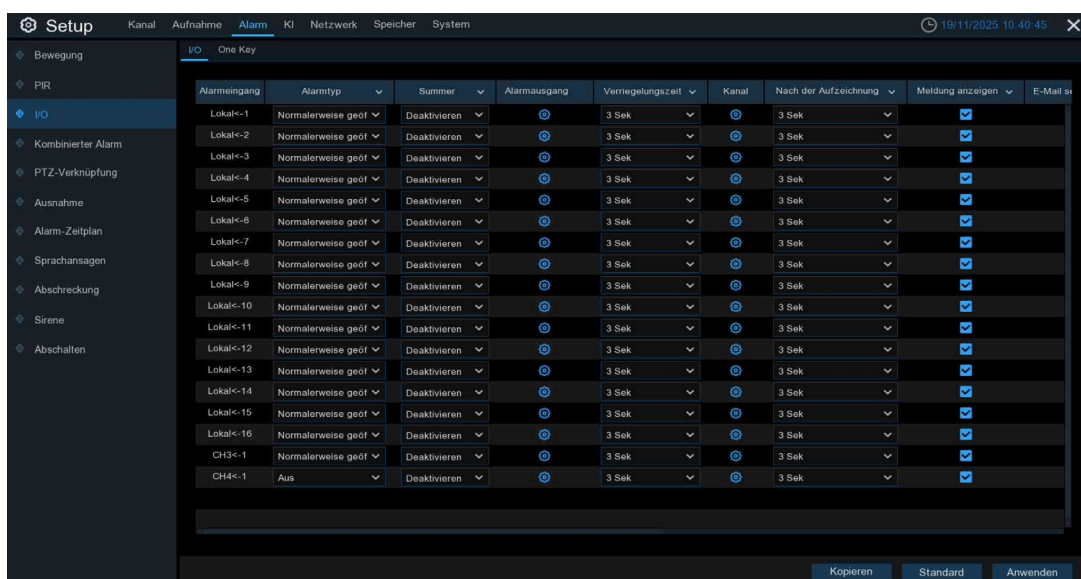 Setup Kanal Aufnahme Alarm KI Netzwerk Speicher System 19/11/2025 10:40:45
Bewegung
PIR
I/O
Kombinierter Alarm
PTZ-Verknüpfung
Ausnahme
Alarm-Zeitplan
Sprachansagen
Abschreckung
Sirene
Abschalten
I/O One Key
Alarmeingang Alarmtyp Summer Alarmausgang Verriegelungszeit Kanal Nach der Aufzeichnung Meldung anzeigen E-Mail se
Lokal<-1 Normalerweise geöf Deaktivieren 3 Sek 3 Sek
Lokal<-2 Normalerweise geöf Deaktivieren 3 Sek 3 Sek
Lokal<-3 Normalerweise geöf Deaktivieren 3 Sek 3 Sek
Lokal<-4 Normalerweise geöf Deaktivieren 3 Sek 3 Sek
Lokal<-5 Normalerweise geöf Deaktivieren 3 Sek 3 Sek
Lokal<-6 Normalerweise geöf Deaktivieren 3 Sek 3 Sek
Lokal<-7 Normalerweise geöf Deaktivieren 3 Sek 3 Sek
Lokal<-8 Normalerweise geöf Deaktivieren 3 Sek 3 Sek
Lokal<-9 Normalerweise geöf Deaktivieren 3 Sek 3 Sek
Lokal<-10 Normalerweise geöf Deaktivieren 3 Sek 3 Sek
Lokal<-11 Normalerweise geöf Deaktivieren 3 Sek 3 Sek
Lokal<-12 Normalerweise geöf Deaktivieren 3 Sek 3 Sek
Lokal<-13 Normalerweise geöf Deaktivieren 3 Sek 3 Sek
Lokal<-14 Normalerweise geöf Deaktivieren 3 Sek 3 Sek
Lokal<-15 Normalerweise geöf Deaktivieren 3 Sek 3 Sek
Lokal<-16 Normalerweise geöf Deaktivieren 3 Sek 3 Sek
CH3<-1 Normalerweise geöf Deaktivieren 3 Sek 3 Sek
CH4<-1 Aus Deaktivieren 3 Sek 3 Sek
Kopieren Standard Anwenden